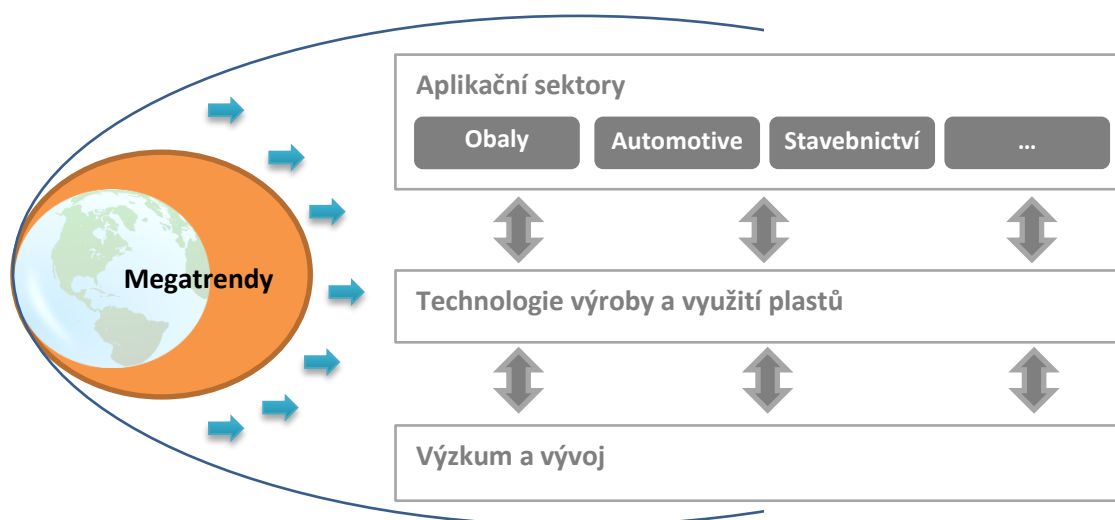 Aplikační sektory
Obaly
Automotive
Stavebnictví
...
Megatrendy
Technologie výroby a využití plastů
Výzkum a vývoj